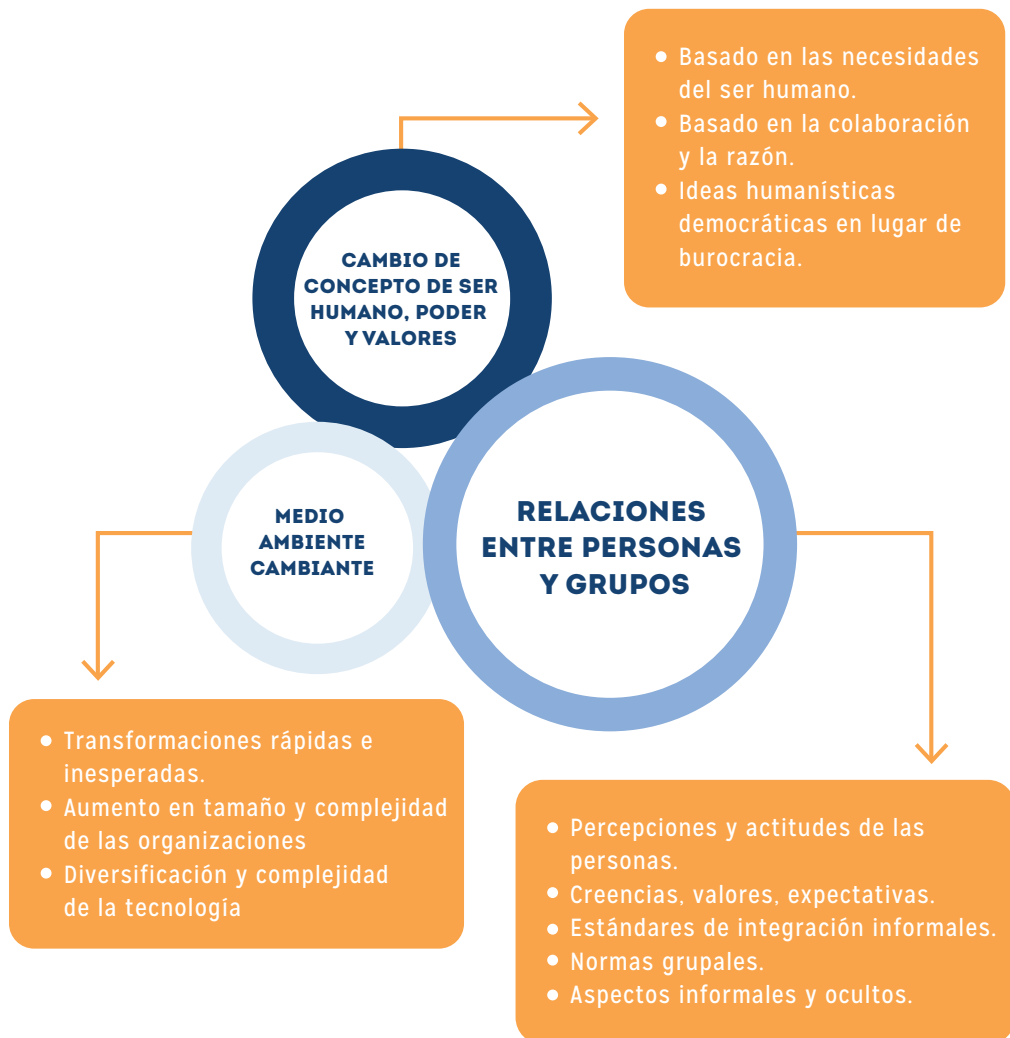 Basado en las necesidades
del ser humano.
Basado en la colaboración
y la razón.
Ideas humanísticas
democráticas en lugar de
burocracia.
CAMBIO DE
CONCEPTO DE SER
HUMANO, PODER
Y VALORES
MEDIO
AMBIENTE
CAMBIANTE
RELACIONES
ENTRE PERSONAS
Y GRUPOS
Transformaciones rápidas e
inesperadas.
Aumento en tamaño y complejidad
de las organizaciones
Diversificación y complejidad
de la tecnología
Percepciones y actitudes de las
personas.
Creencias, valores, expectativas.
Estándares de integración informales.
Normas grupales.
Aspectos informales y ocultos.